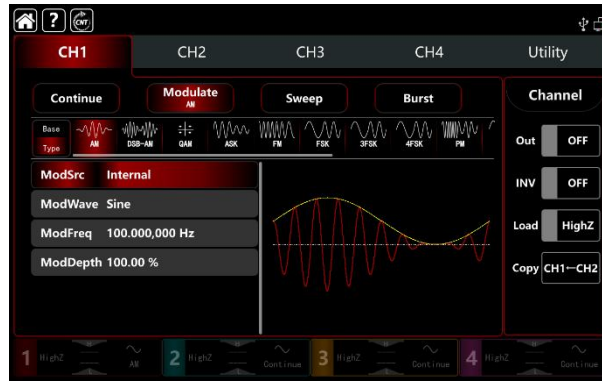 ? CNT
CH1 CH2 CH3 CH4 Utility
Continue Modulate AM Sweep Burst Channel
Base Type AM DSB-AM QAM ASK FM FSK 3FSK 4FSK PM
Out OFF
ModSrc Internal
INV OFF
ModWave Sine
ModFreq 100.000,000 Hz
Load HighZ
ModDepth 100.00 %
Copy CH1←CH2
1 HighZ AM 2 HighZ Continue 3 HighZ Continue 4 HighZ Continue